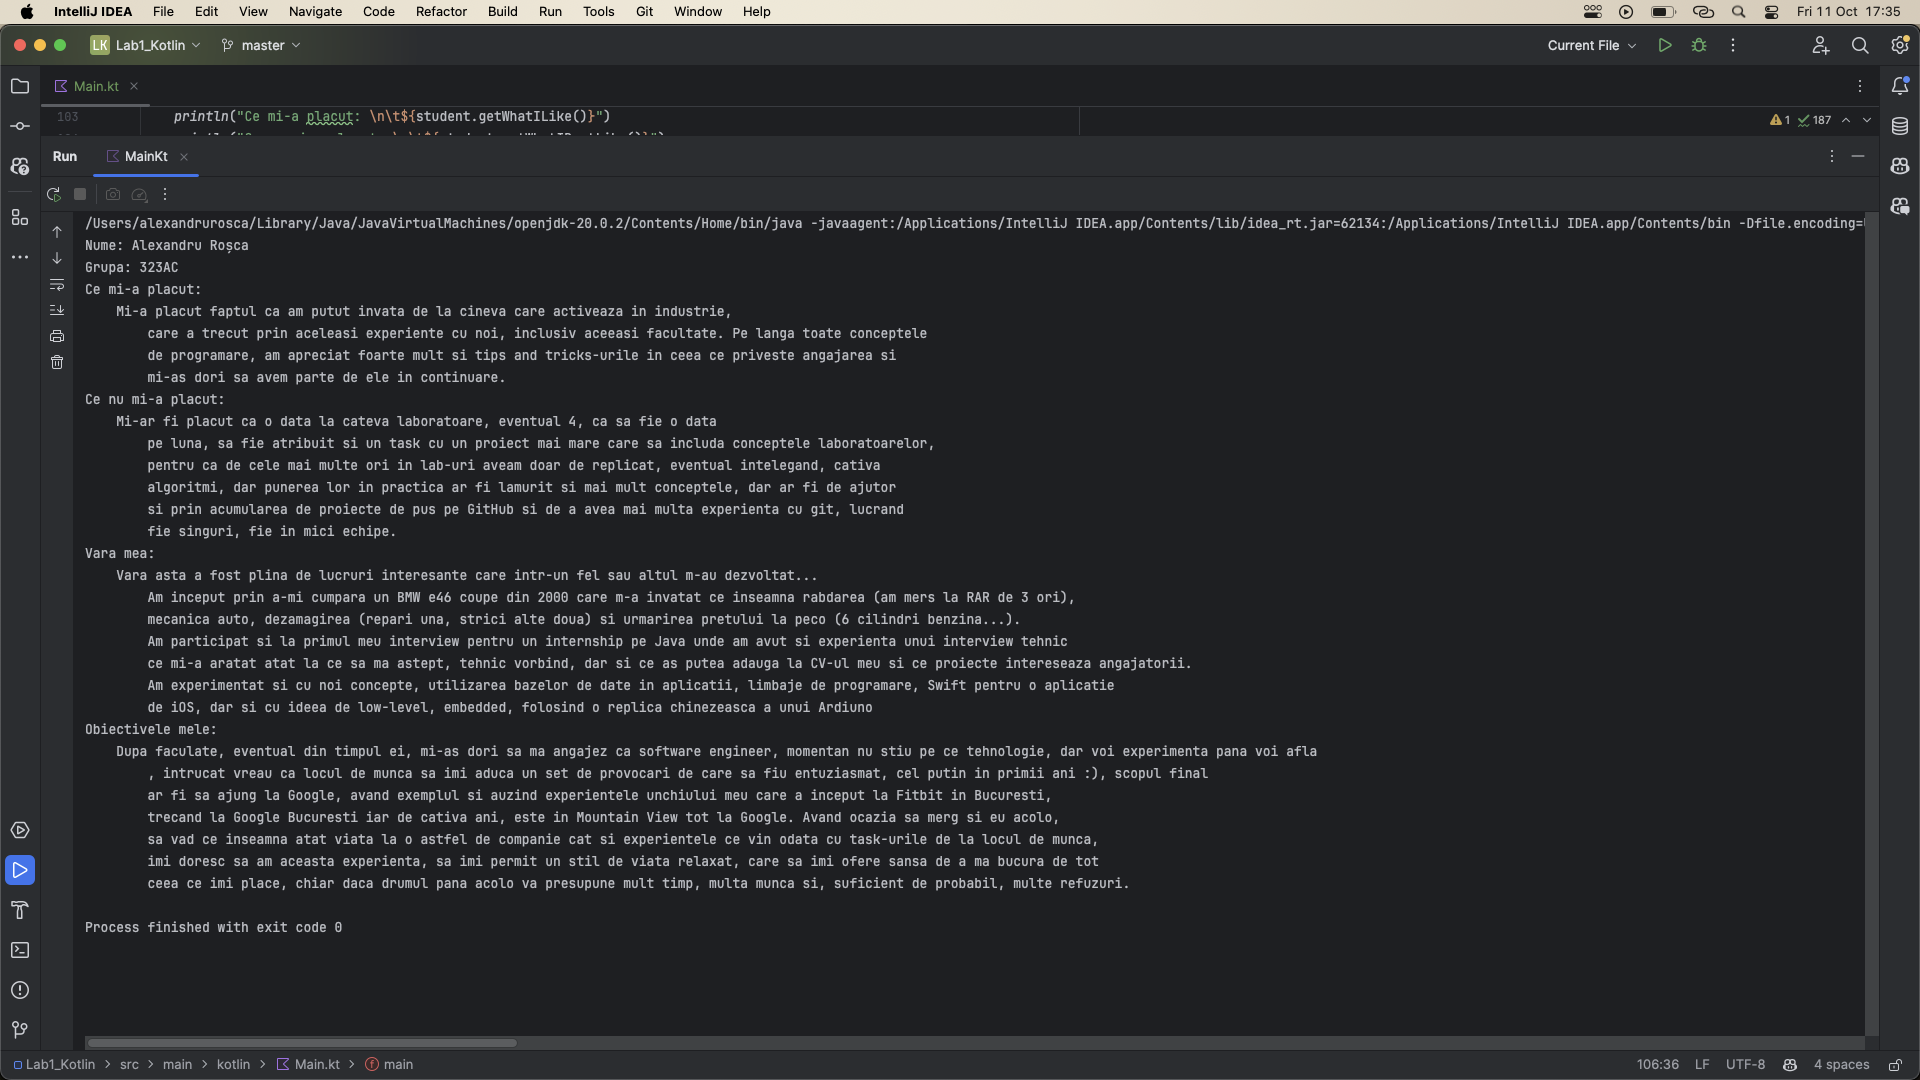 IntelliJ IDEA File Edit View Navigate Code Refactor Build Run Tools Git Window Help Fri 11 Oct 17:35
LK Lab1_Kotlin master Current File
Main.kt
103 println("Ce mi-a placut: \n\t${student.getWhatILike()}")
1 187
Run MainKt
/Users/alexandrurosca/Library/Java/JavaVirtualMachines/openjdk-20.0.2/Contents/Home/bin/java -javaagent:/Applications/IntelliJ IDEA.app/Contents/lib/idea_rt.jar=62134:/Applications/IntelliJ IDEA.app/Contents/bin -Dfile.encoding=
Nume: Alexandru Roșca
Grupa: 323AC
Ce mi-a placut:
Mi-a placut faptul ca am putut invata de la cineva care activeaza in industrie,
care a trecut prin aceleasi experiente cu noi, inclusiv aceeasi facultate. Pe langa toate conceptele
de programare, am apreciat foarte mult si tips and tricks-urile in ceea ce priveste angajarea si
mi-as dori sa avem parte de ele in continuare.
Ce nu mi-a placut:
Mi-ar fi placut ca o data la cateva laboratoare, eventual 4, ca sa fie o data
pe luna, sa fie atribuit si un task cu un proiect mai mare care sa includa conceptele laboratoarelor,
pentru ca de cele mai multe ori in lab-uri aveam doar de replicat, eventual intelegand, cativa
algoritmi, dar punerea lor in practica ar fi lamurit si mai mult conceptele, dar ar fi de ajutor
si prin acumularea de proiecte de pus pe GitHub si de a avea mai multa experienta cu git, lucrand
fie singuri, fie in mici echipe.
Vara mea:
Vara asta a fost plina de lucruri interesante care intr-un fel sau altul m-au dezvoltat...
Am inceput prin a-mi cumpara un BMW e46 coupe din 2000 care m-a invatat ce inseamna rabdarea (am mers la RAR de 3 ori),
mecanica auto, dezamagirea (repari una, strici alte doua) si urmarirea pretului la peco (6 cilindri benzina...).
Am participat si la primul meu interview pentru un internship pe Java unde am avut si experienta unui interview tehnic
ce mi-a aratat atat la ce sa ma astept, tehnic vorbind, dar si ce as putea adauga la CV-ul meu si ce proiecte intereseaza angajatorii.
Am experimentat si cu noi concepte, utilizarea bazelor de date in aplicatii, limbaje de programare, Swift pentru o aplicatie
de iOS, dar si cu ideea de low-level, embedded, folosind o replica chinezeasca a unui Ardiuno
Obiectivele mele:
Dupa faculate, eventual din timpul ei, mi-as dori sa ma angajez ca software engineer, momentan nu stiu pe ce tehnologie, dar voi experimenta pana voi afla
, intrucat vreau ca locul de munca sa imi aduca un set de provocari de care sa fiu entuziasmat, cel putin in primii ani :), scopul final
ar fi sa ajung la Google, avand exemplul si auzind experientele unchiului meu care a inceput la Fitbit in Bucuresti,
trecand la Google Bucuresti iar de cativa ani, este in Mountain View tot la Google. Avand ocazia sa merg si eu acolo,
sa vad ce inseamna atat viata la o astfel de companie cat si experientele ce vin odata cu task-urile de la locul de munca,
imi doresc sa am aceasta experienta, sa imi permit un stil de viata relaxat, care sa imi ofere sansa de a ma bucura de tot
ceea ce imi place, chiar daca drumul pana acolo va presupune mult timp, multa munca si, suficient de probabil, multe refuzuri.
Process finished with exit code 0
Lab1_Kotlin > src > main > kotlin > Main.kt > main 106:36 LF UTF-8 4 spaces